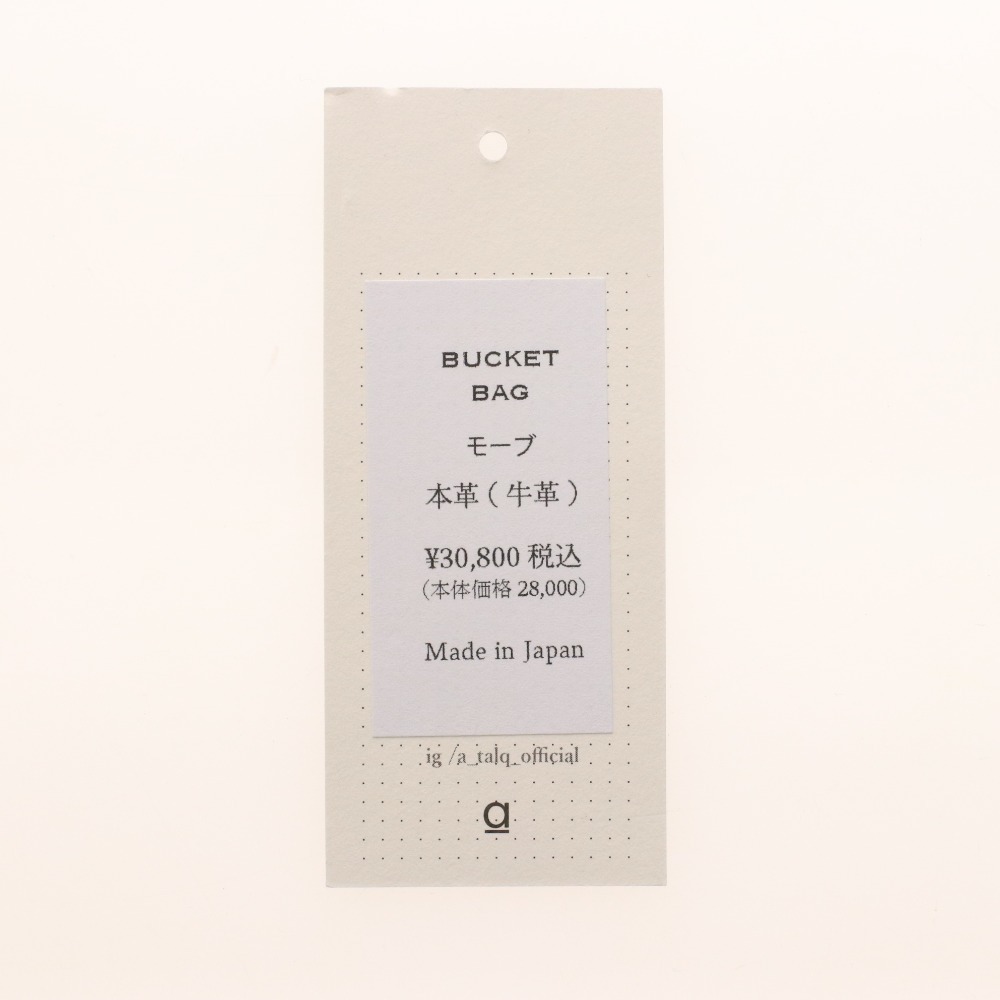 BUCKET
BAG
モーブ
本革 ( 牛革 )
¥30,800 税込
(本体価格 28,000)
Made in Japan
ig /a_talq_official
a